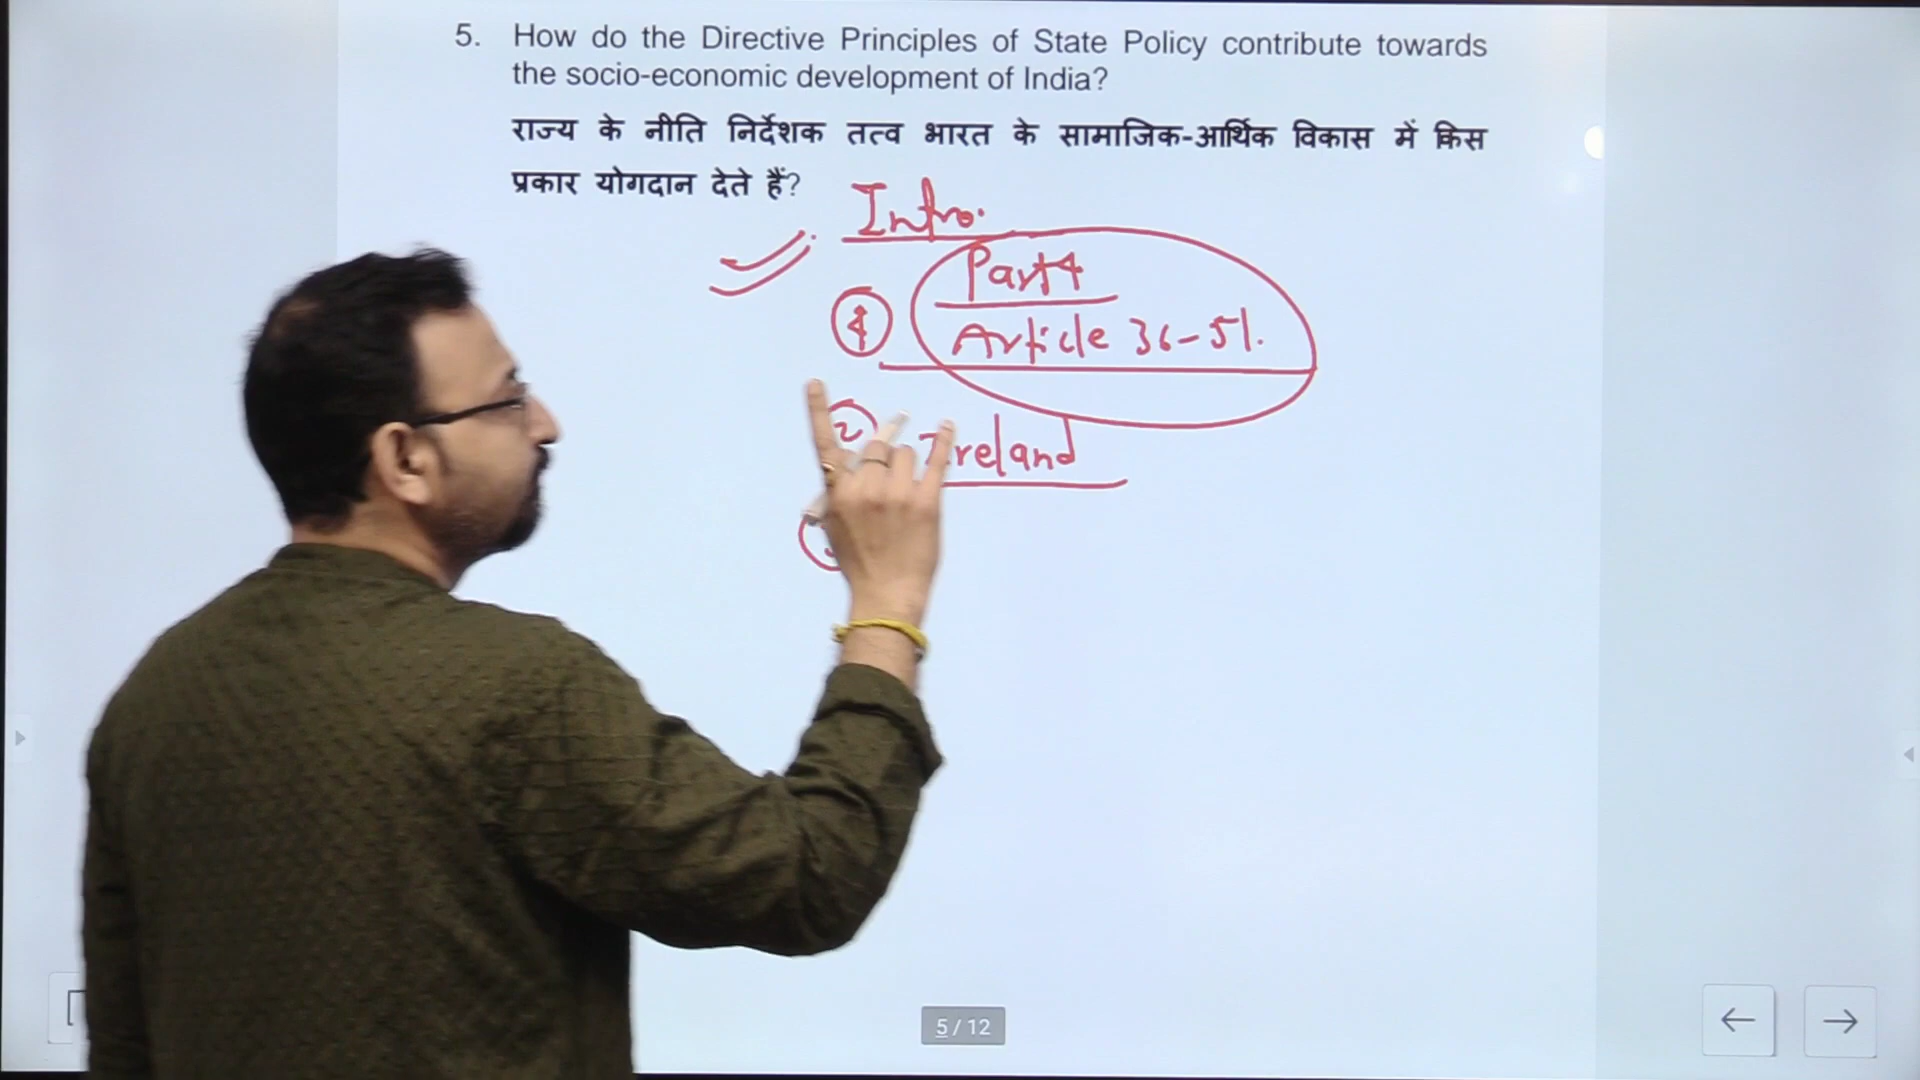 5. How do the Directive Principles of State Policy contribute towards
the socio-economic development of India?
राज्य के नीति निर्देशक तत्व भारत के सामाजिक-आर्थिक विकास में किस
प्रकार योगदान देते हैं?
Intro.
Part 4
Article 36-51.
2 Ireland
5 / 12